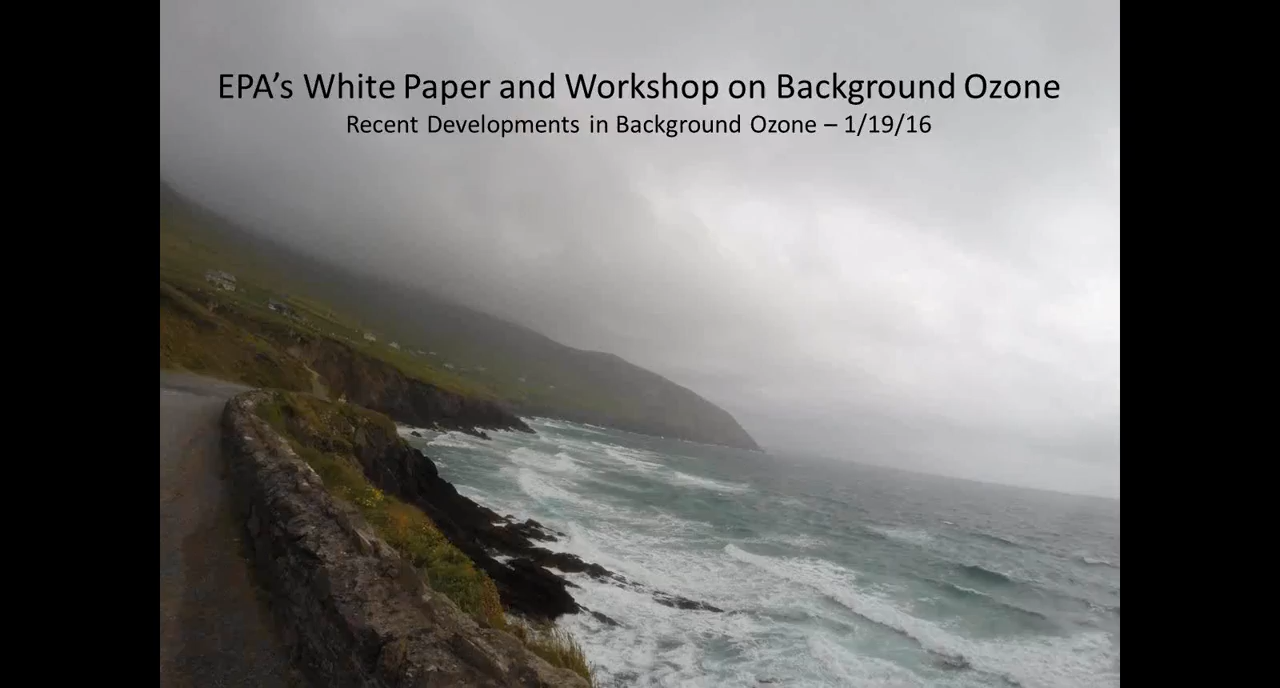 EPA’s White Paper and Workshop on Background Ozone
Recent Developments in Background Ozone – 1/19/16